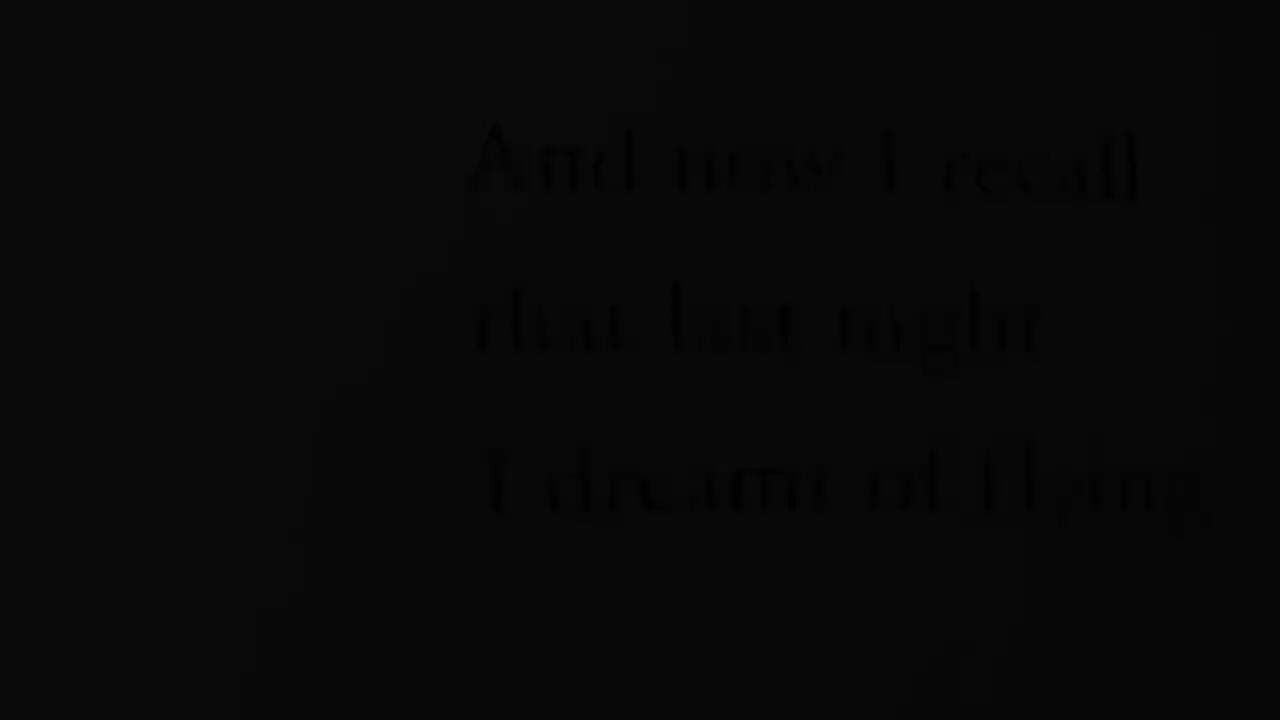 And now I recall
that last night
I dreamt of flying.